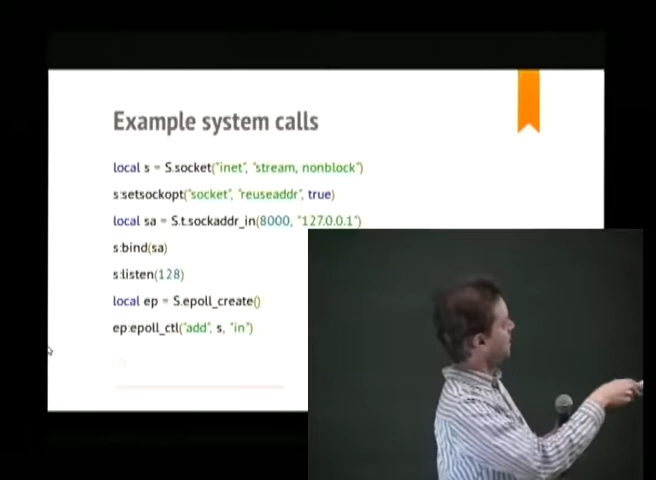 Example system calls
local s = S.socket("inet", "stream, nonblock")
s:setsockopt("socket", "reuseaddr", true)
local sa = S.t.sockaddr_in(8000, "127.0.0.1")
s:bind(sa)
s:listen(128)
local ep = S.epoll_create()
ep:epoll_ctl("add", s, "in")